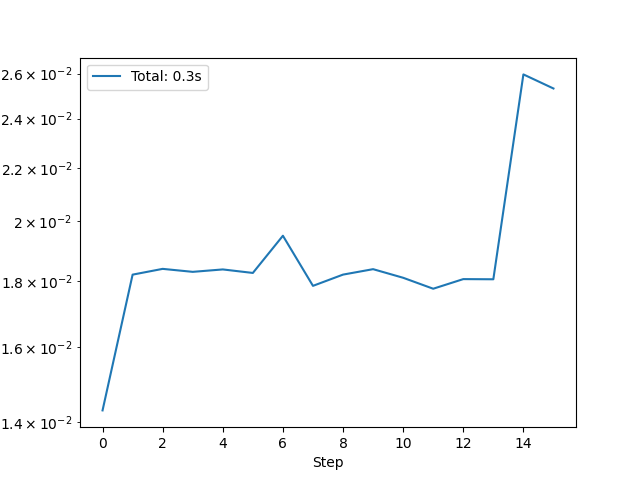 Total: 0.3s
2.6 × 10⁻²
2.4 × 10⁻²
2.2 × 10⁻²
2 × 10⁻²
1.8 × 10⁻²
1.6 × 10⁻²
1.4 × 10⁻²
0 2 4 6 8 10 12 14
Step